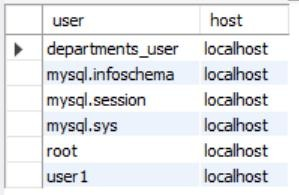 user host
departments_user localhost
mysql.infoschema localhost
mysql.session localhost
mysql.sys localhost
root localhost
user1 localhost